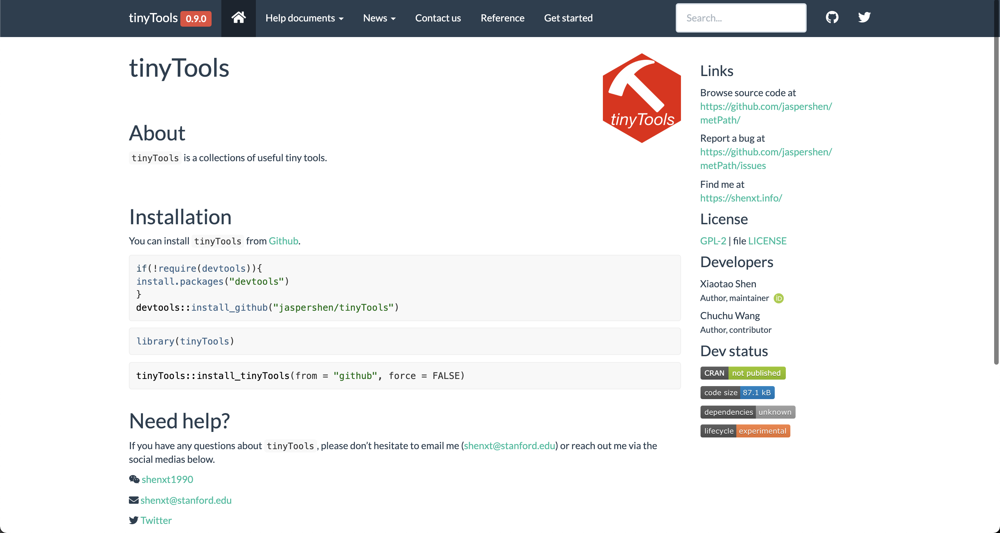 tinyTools 0.9.0 Help documents News Contact us Reference Get started Search...
tinyTools
tinyTools
About
tinyTools is a collections of useful tiny tools.
Installation
You can install tinyTools from Github.
if(!require(devtools)){
install.packages("devtools")
}
devtools::install_github("jaspershen/tinyTools")
library(tinyTools)
tinyTools::install_tinyTools(from = "github", force = FALSE)
Need help?
If you have any questions about tinyTools, please don’t hesitate to email me (shenxt@stanford.edu) or reach out me via the
social medias below.
shenxt1990
shenxt@stanford.edu
Twitter
Links
Browse source code at
https://github.com/jaspershen/
metPath/
Report a bug at
https://github.com/jaspershen/
metPath/issues
Find me at
https://shenxt.info/
License
GPL-2 | file LICENSE
Developers
Xiaotao Shen
Author, maintainer iD
Chuchu Wang
Author, contributor
Dev status
CRAN not published
code size 87.1 kB
dependencies unknown
lifecycle experimental